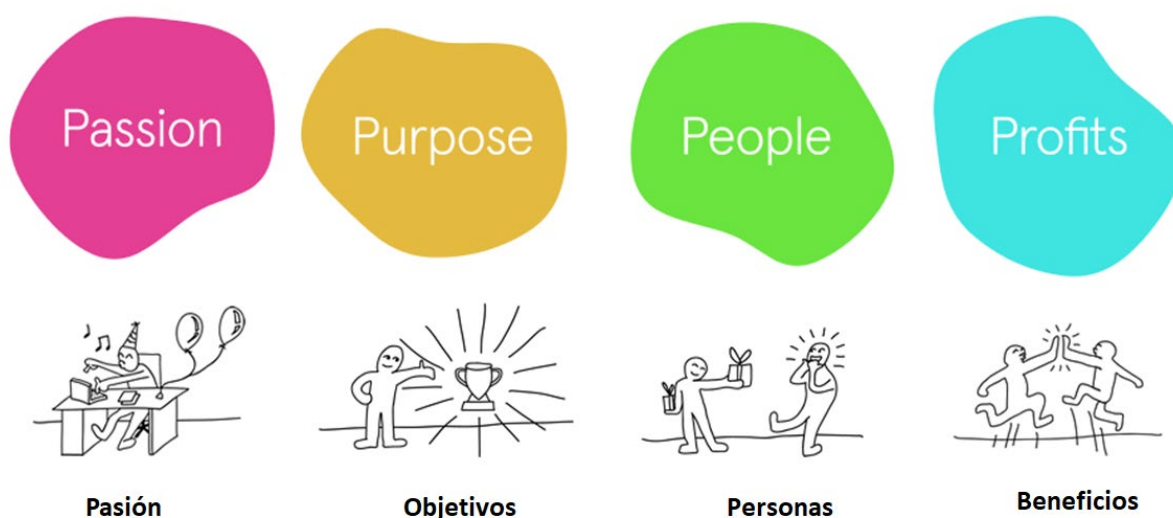 Passion
Purpose
People
Profits
Pasión
Objetivos
Personas
Beneficios